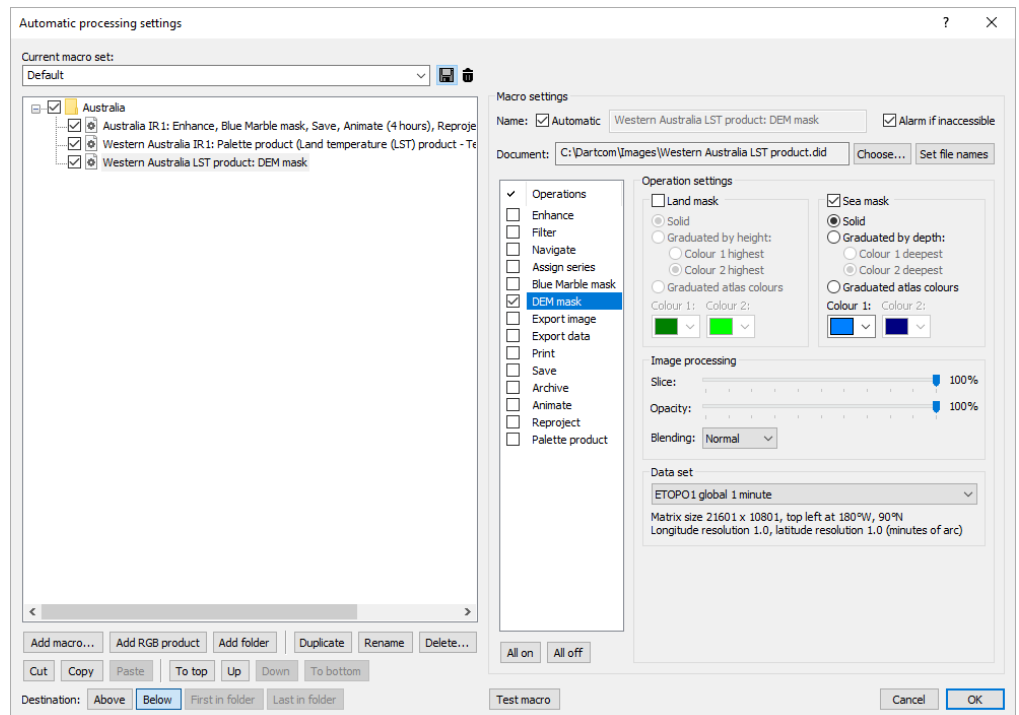 Automatic processing settings
?
Current macro set:
Default
Australia
Australia IR1: Enhance, Blue Marble mask, Save, Animate (4 hours), Reproje
Western Australia IR1: Palette product (Land temperature (LST) product - Te
Western Australia LST product: DEM mask
Add macro... Add RGB product Add folder Duplicate Rename Delete...
Cut Copy Paste To top Up Down To bottom
Destination: Above Below First in folder Last in folder
Macro settings
Name: Automatic Western Australia LST product: DEM mask Alarm if inaccessible
Document: C:\Dartcom\Images\Western Australia LST product.did Choose... Set file names
Operations
Enhance
Filter
Navigate
Assign series
Blue Marble mask
DEM mask
Export image
Export data
Print
Save
Archive
Animate
Reproject
Palette product
All on All off
Operation settings
Land mask
Solid
Graduated by height:
Colour 1 highest
Colour 2 highest
Graduated atlas colours
Colour 1: Colour 2:
Sea mask
Solid
Graduated by depth:
Colour 1 deepest
Colour 2 deepest
Graduated atlas colours
Colour 1: Colour 2:
Image processing
Slice: 100%
Opacity: 100%
Blending: Normal
Data set
ETOPO1 global 1 minute
Matrix size 21601 x 10801, top left at 180°W, 90°N
Longitude resolution 1.0, latitude resolution 1.0 (minutes of arc)
Test macro Cancel OK